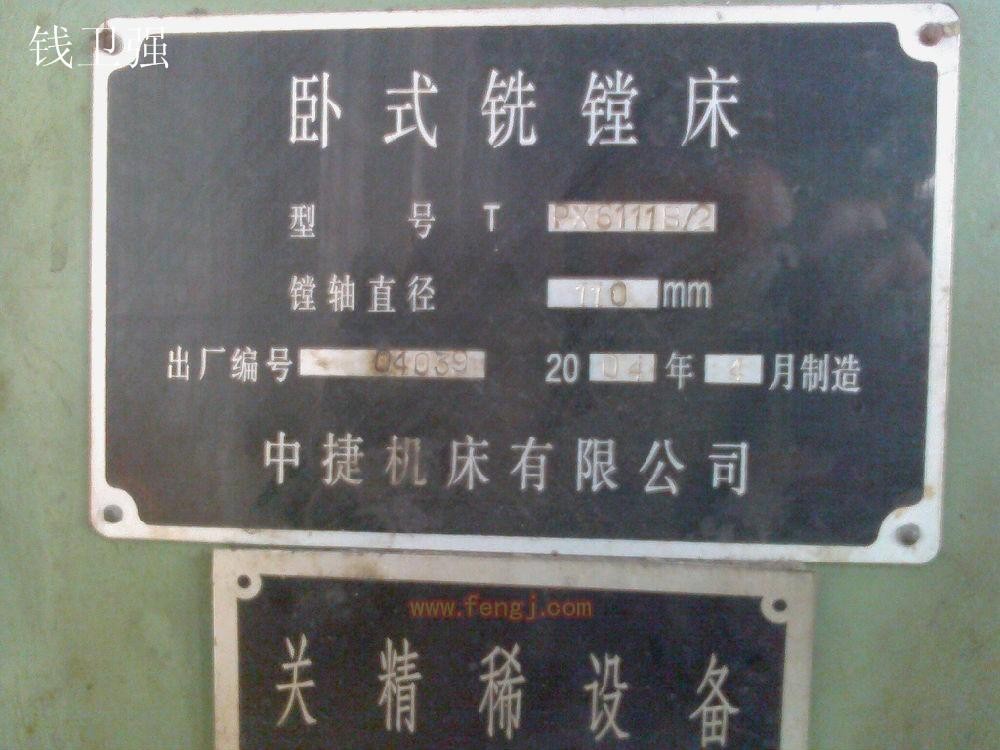 钱卫强
卧式铣镗床
型号 T PX6111S/2
镗轴直径 110 mm
出厂编号 04039 2004年4月制造
中捷机床有限公司
www.fengj.com
关精稀设备